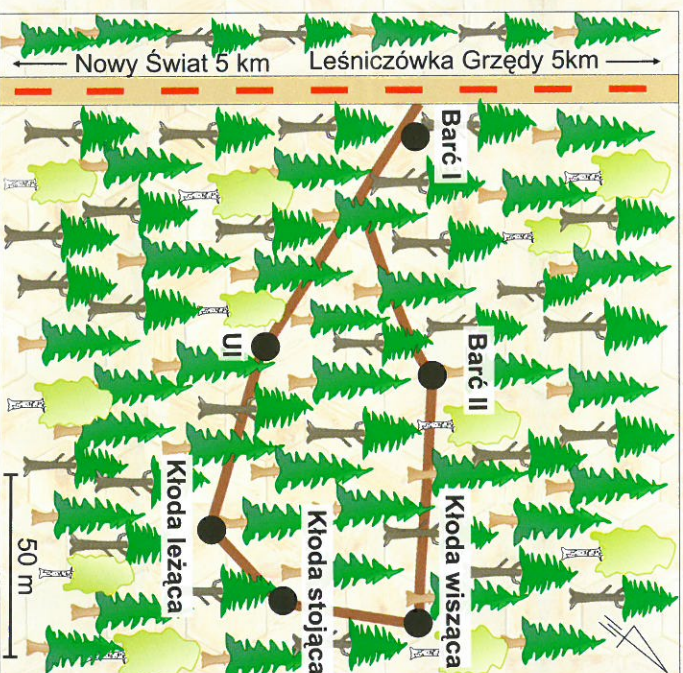 Nowy Świat 5 km
Leśniczówka Grzędy 5km
Barć I
Barć II
Ul
Kłoda wisząca
Kłoda stojąca
Kłoda leżąca
50 m